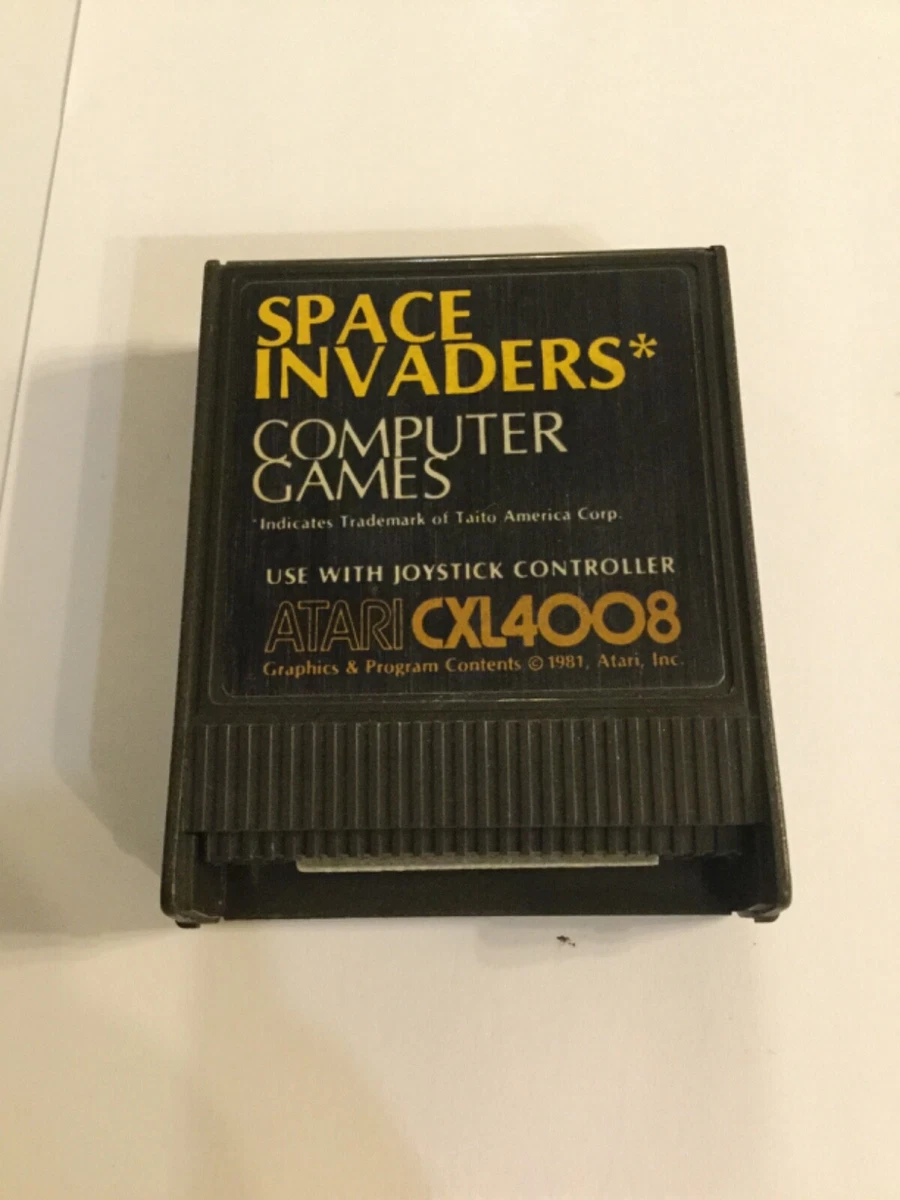 SPACE
INVADERS*
COMPUTER
GAMES
*Indicates Trademark of Taito America Corp.
USE WITH JOYSTICK CONTROLLER
ATARI CXL4008
Graphics & Program Contents © 1981, Atari, Inc.